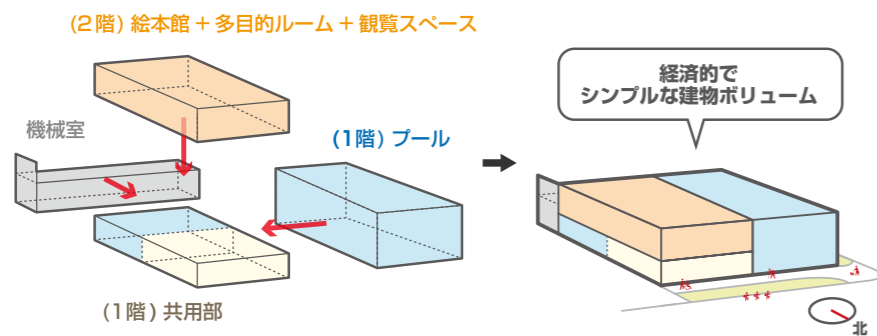 (2階) 絵本館＋多目的ルーム＋観覧スペース
機械室
(1階) プール
(1階) 共用部
経済的で
シンプルな建物ボリューム
北